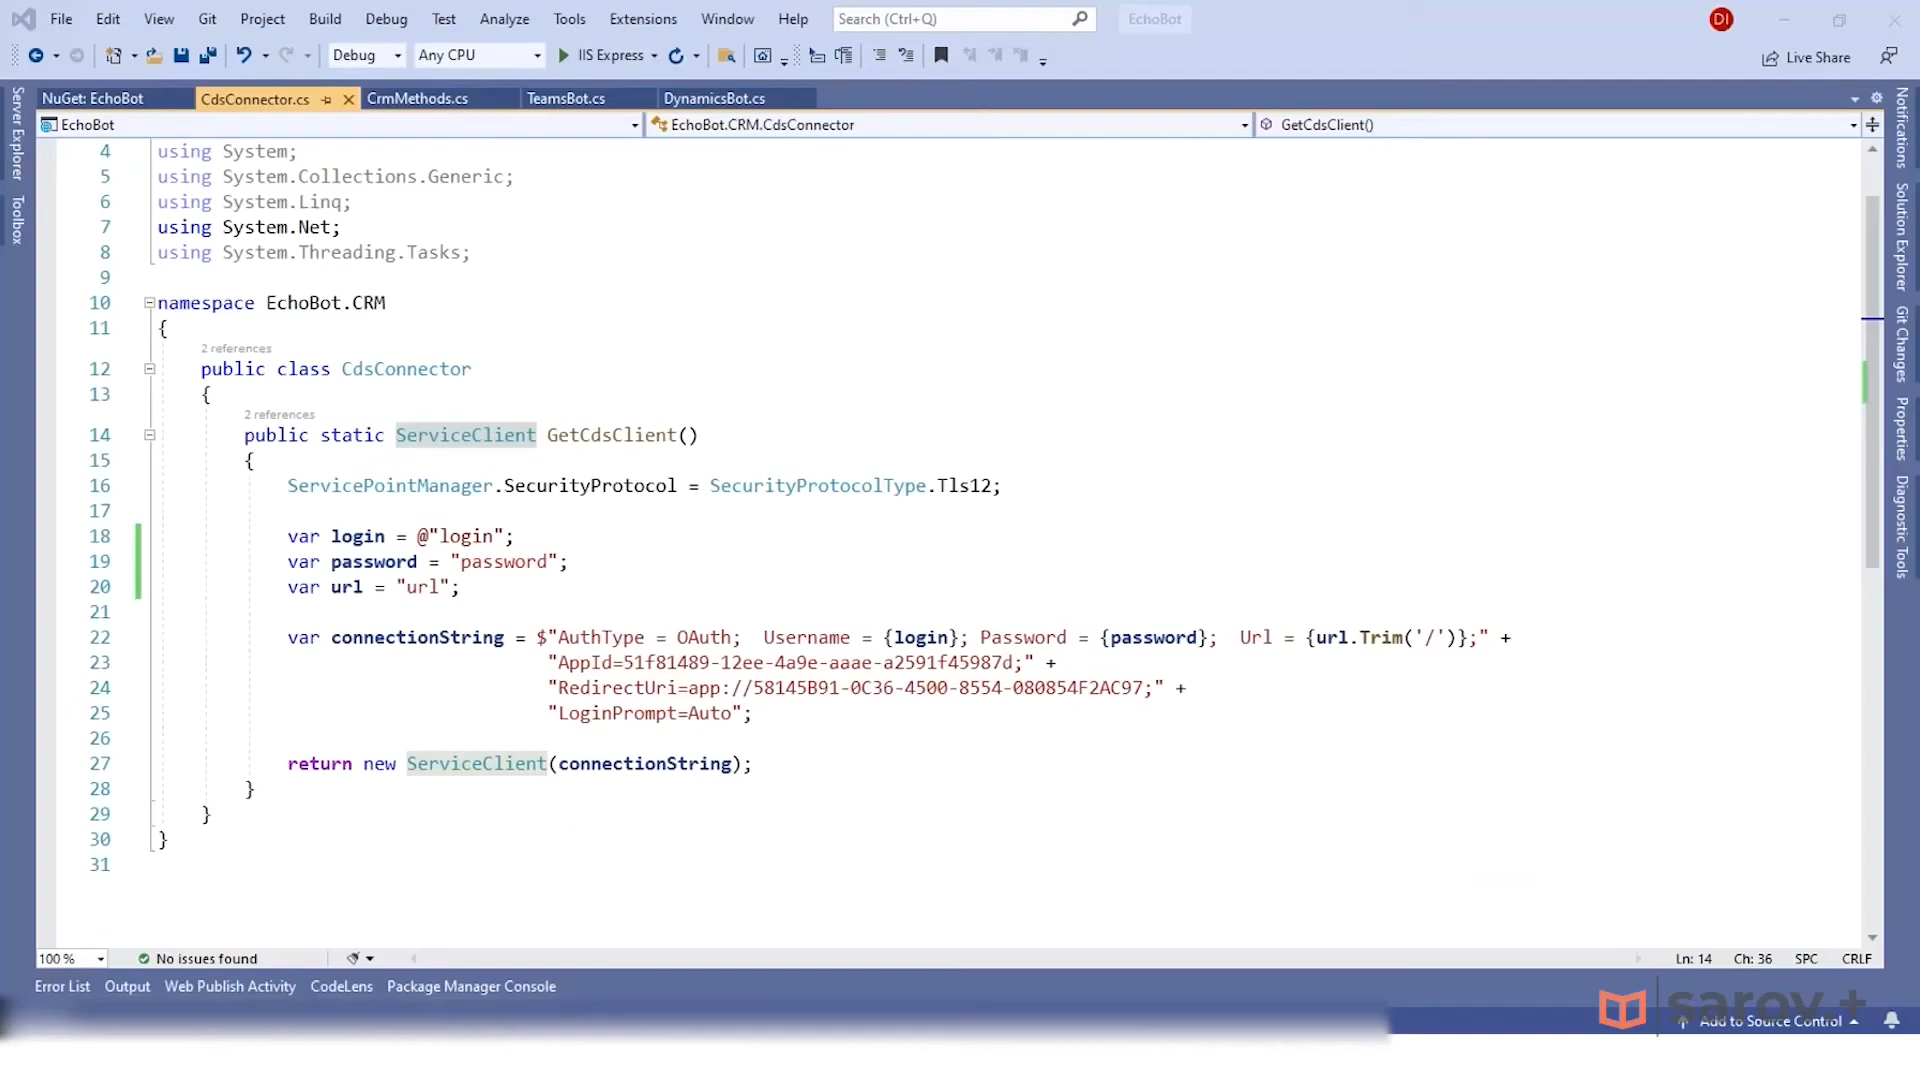 File Edit View Git Project Build Debug Test Analyze Tools Extensions Window Help Search (Ctrl+Q) EchoBot DI
Debug Any CPU IIS Express Live Share
NuGet: EchoBot CdsConnector.cs CrmMethods.cs TeamsBot.cs DynamicsBot.cs
EchoBot EchoBot.CRM.CdsConnector GetCdsClient()
Server Explorer
Toolbox
4 using System;
5 using System.Collections.Generic;
6 using System.Linq;
7 using System.Net;
8 using System.Threading.Tasks;
9
10 namespace EchoBot.CRM
11 {
2 references
12 public class CdsConnector
13 {
2 references
14 public static ServiceClient GetCdsClient()
15 {
16 ServicePointManager.SecurityProtocol = SecurityProtocolType.Tls12;
17
18 var login = @"login";
19 var password = "password";
20 var url = "url";
21
22 var connectionString = $"AuthType = OAuth;  Username = {login}; Password = {password};  Url = {url.Trim('/')};" +
23 "AppId=51f81489-12ee-4a9e-aaae-a2591f45987d;" +
24 "RedirectUri=app://58145B91-0C36-4500-8554-080854F2AC97;" +
25 "LoginPrompt=Auto";
26
27 return new ServiceClient(connectionString);
28 }
29 }
30 }
31
Notifications
Solution Explorer
Git Changes
Properties
Diagnostic Tools
100 % No issues found Ln: 14 Ch: 36 SPC CRLF
Error List Output Web Publish Activity CodeLens Package Manager Console
sarov.t
Add to Source Control